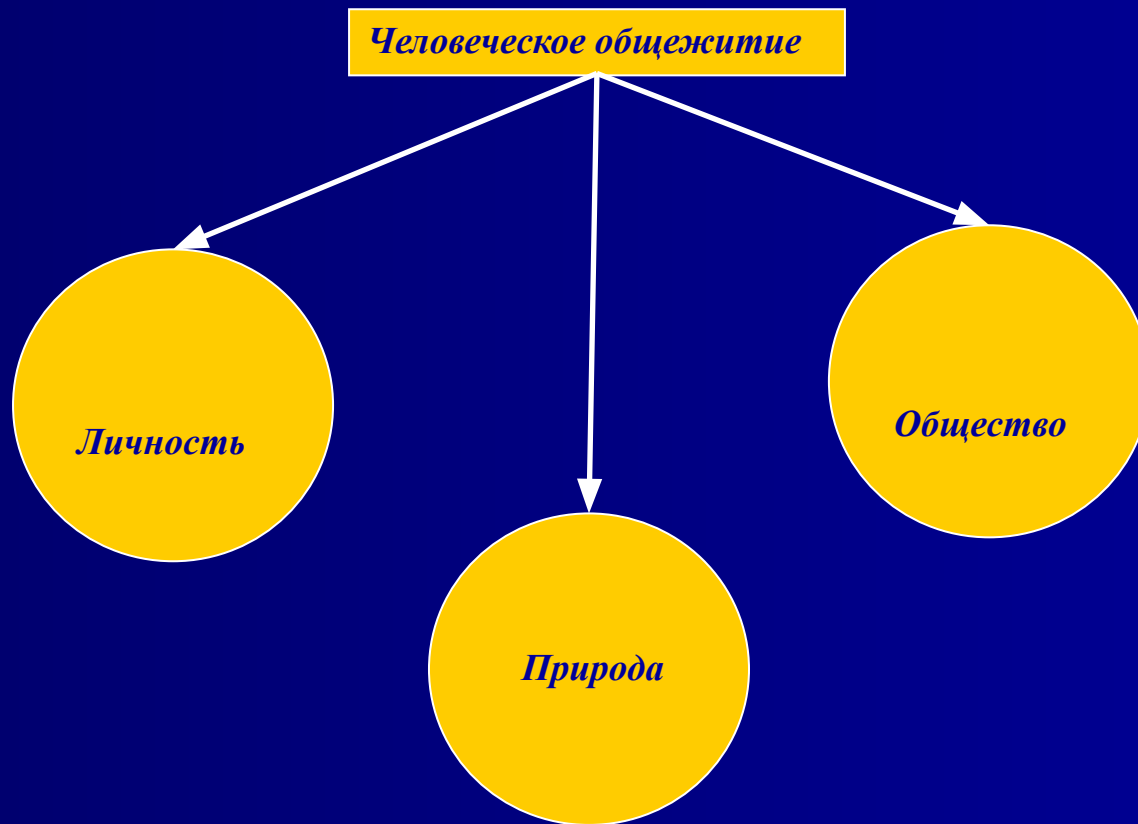 Человеческое общежитие
Личность
Общество
Природа